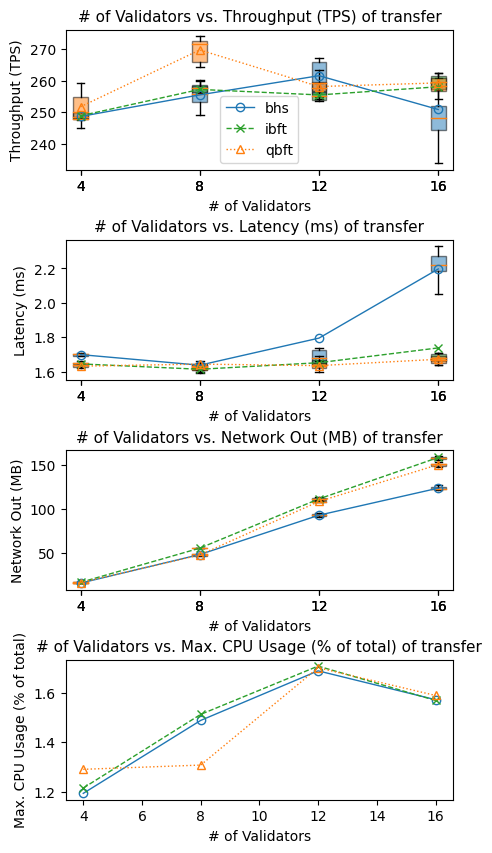 # of Validators vs. Throughput (TPS) of transfer
Throughput (TPS)
270
260
250
240
bhs
ibft
qbft
4 8 12 16
# of Validators
# of Validators vs. Latency (ms) of transfer
Latency (ms)
2.2
2.0
1.8
1.6
4 8 12 16
# of Validators
# of Validators vs. Network Out (MB) of transfer
Network Out (MB)
150
100
50
4 8 12 16
# of Validators
# of Validators vs. Max. CPU Usage (% of total) of transfer
Max. CPU Usage (% of total)
1.6
1.4
1.2
4 6 8 10 12 14 16
# of Validators